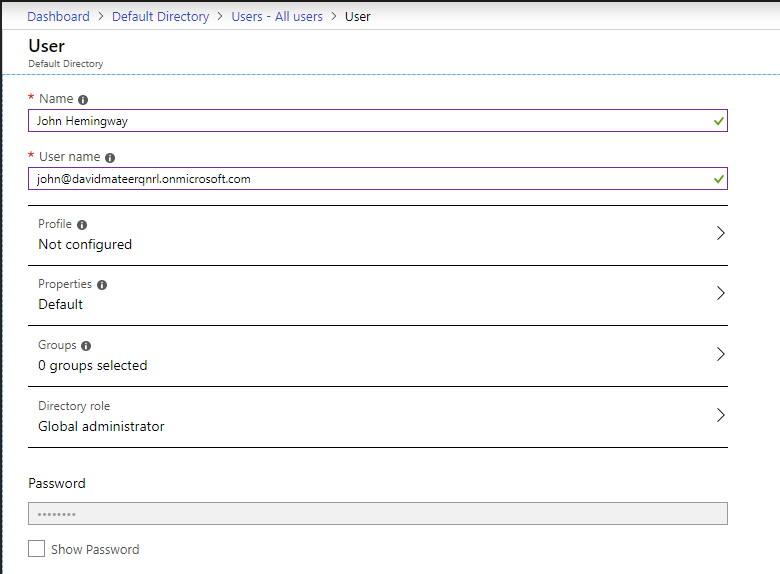 Dashboard > Default Directory > Users - All users > User
User
Default Directory
* Name
John Hemingway
* User name
john@davidmateerqnrl.onmicrosoft.com
Profile
Not configured
Properties
Default
Groups
0 groups selected
Directory role
Global administrator
Password
••••••••
Show Password